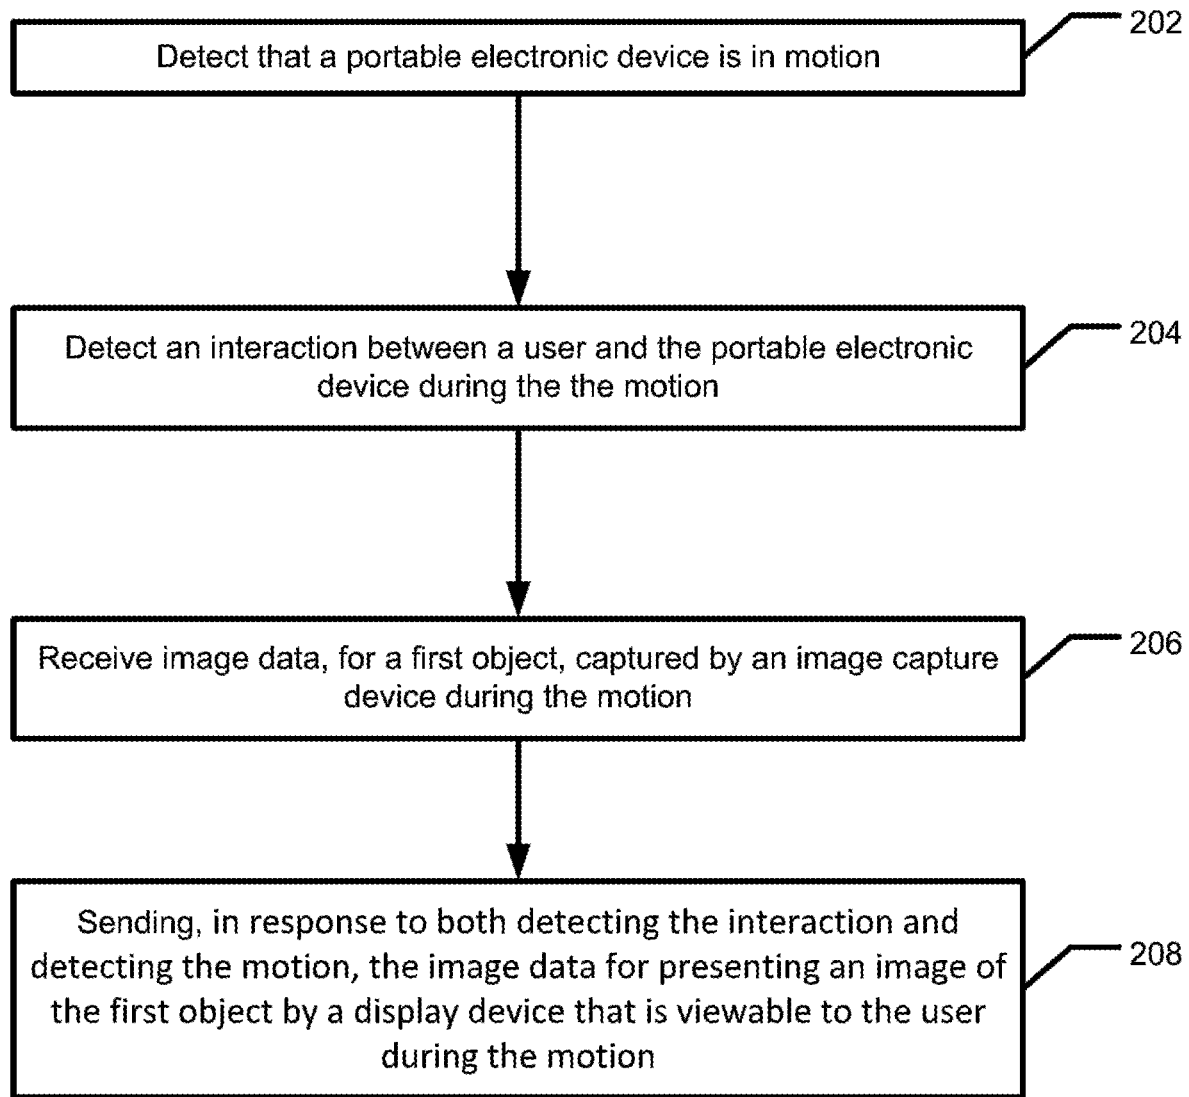 202
Detect that a portable electronic device is in motion
204
Detect an interaction between a user and the portable electronic
device during the the motion
206
Receive image data, for a first object, captured by an image capture
device during the motion
208
Sending, in response to both detecting the interaction and
detecting the motion, the image data for presenting an image of
the first object by a display device that is viewable to the user
during the motion